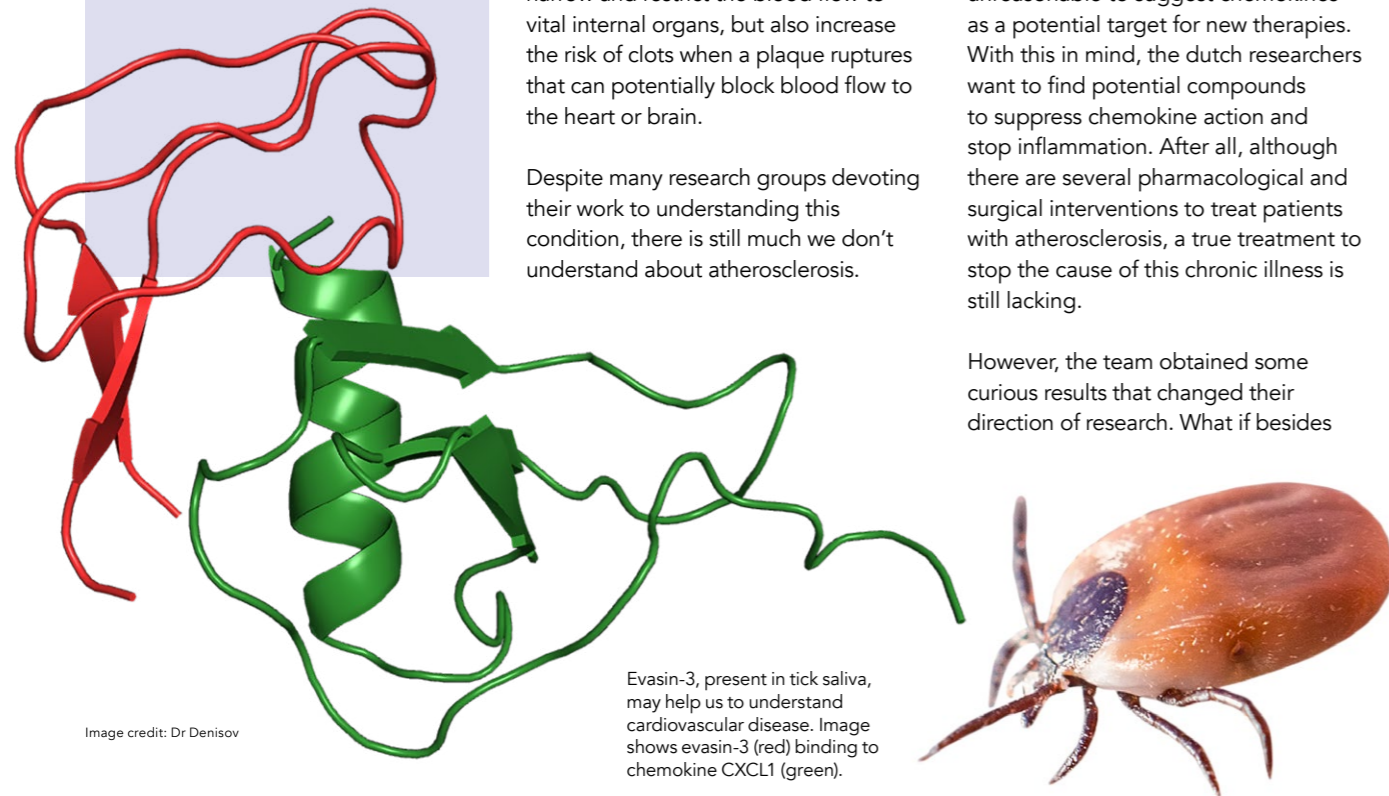 vital internal organs, but also increase
the risk of clots when a plaque ruptures
that can potentially block blood flow to
the heart or brain.
Despite many research groups devoting
their work to understanding this
condition, there is still much we don’t
understand about atherosclerosis.
as a potential target for new therapies.
With this in mind, the dutch researchers
want to find potential compounds
to suppress chemokine action and
stop inflammation. After all, although
there are several pharmacological and
surgical interventions to treat patients
with atherosclerosis, a true treatment to
stop the cause of this chronic illness is
still lacking.
However, the team obtained some
curious results that changed their
direction of research. What if besides
Evasin-3, present in tick saliva,
may help us to understand
cardiovascular disease. Image
shows evasin-3 (red) binding to
chemokine CXCL1 (green).
Image credit: Dr Denisov